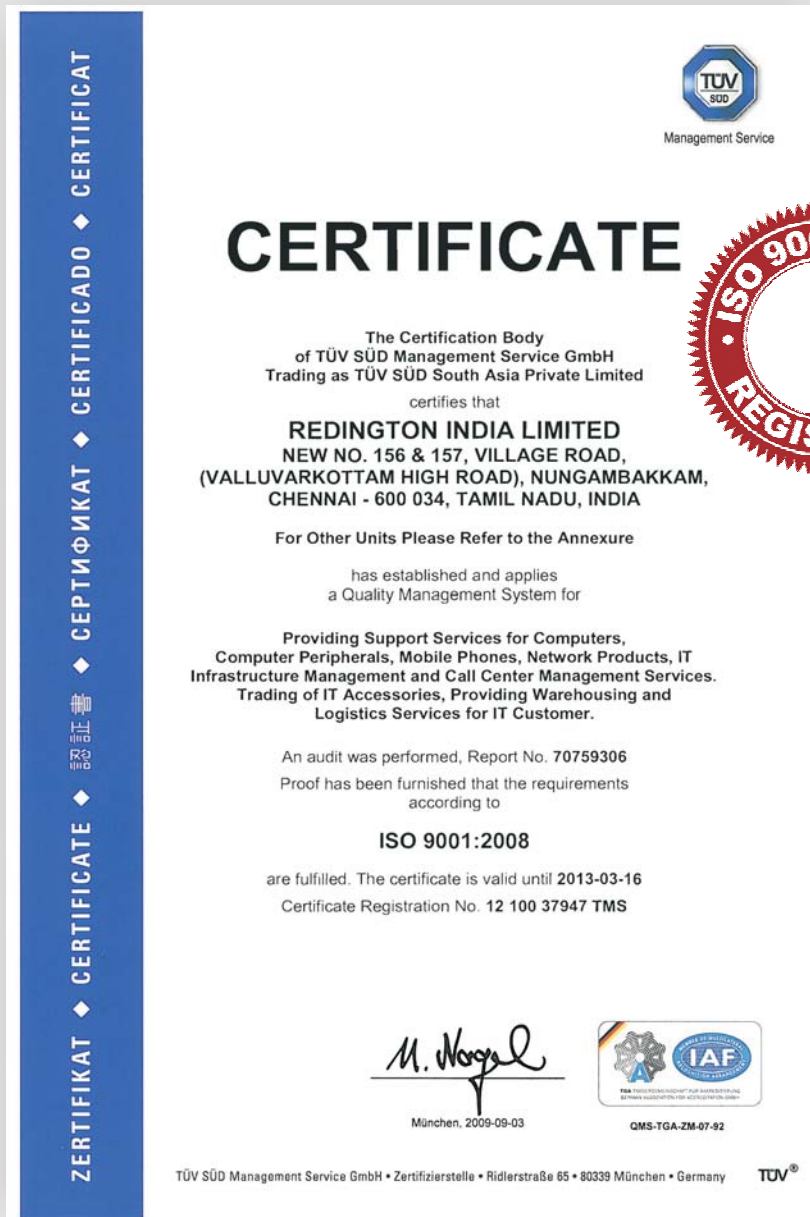 TÜV
SÜD
Management Service
CERTIFICATE
ISO 90
REGIS
The Certification Body
of TÜV SÜD Management Service GmbH
Trading as TÜV SÜD South Asia Private Limited
certifies that
REDINGTON INDIA LIMITED
NEW NO. 156 & 157, VILLAGE ROAD,
(VALLUVARKOTTAM HIGH ROAD), NUNGAMBAKKAM,
CHENNAI - 600 034, TAMIL NADU, INDIA
For Other Units Please Refer to the Annexure
has established and applies
a Quality Management System for
Providing Support Services for Computers,
Computer Peripherals, Mobile Phones, Network Products, IT
Infrastructure Management and Call Center Management Services.
Trading of IT Accessories, Providing Warehousing and
Logistics Services for IT Customer.
An audit was performed, Report No. 70759306
Proof has been furnished that the requirements
according to
ISO 9001:2008
are fulfilled. The certificate is valid until 2013-03-16
Certificate Registration No. 12 100 37947 TMS
M. Nagel
München, 2009-09-03
IAF
QMS-TGA-ZM-07-92
TÜV SÜD Management Service GmbH • Zertifizierstelle • Ridlerstraße 65 • 80339 München • Germany
TÜV®
ZERTIFIKAT ◆ CERTIFICATE ◆ 認証書 ◆ СЕРТИФИКАТ ◆ CERTIFICADO ◆ CERTIFICAT